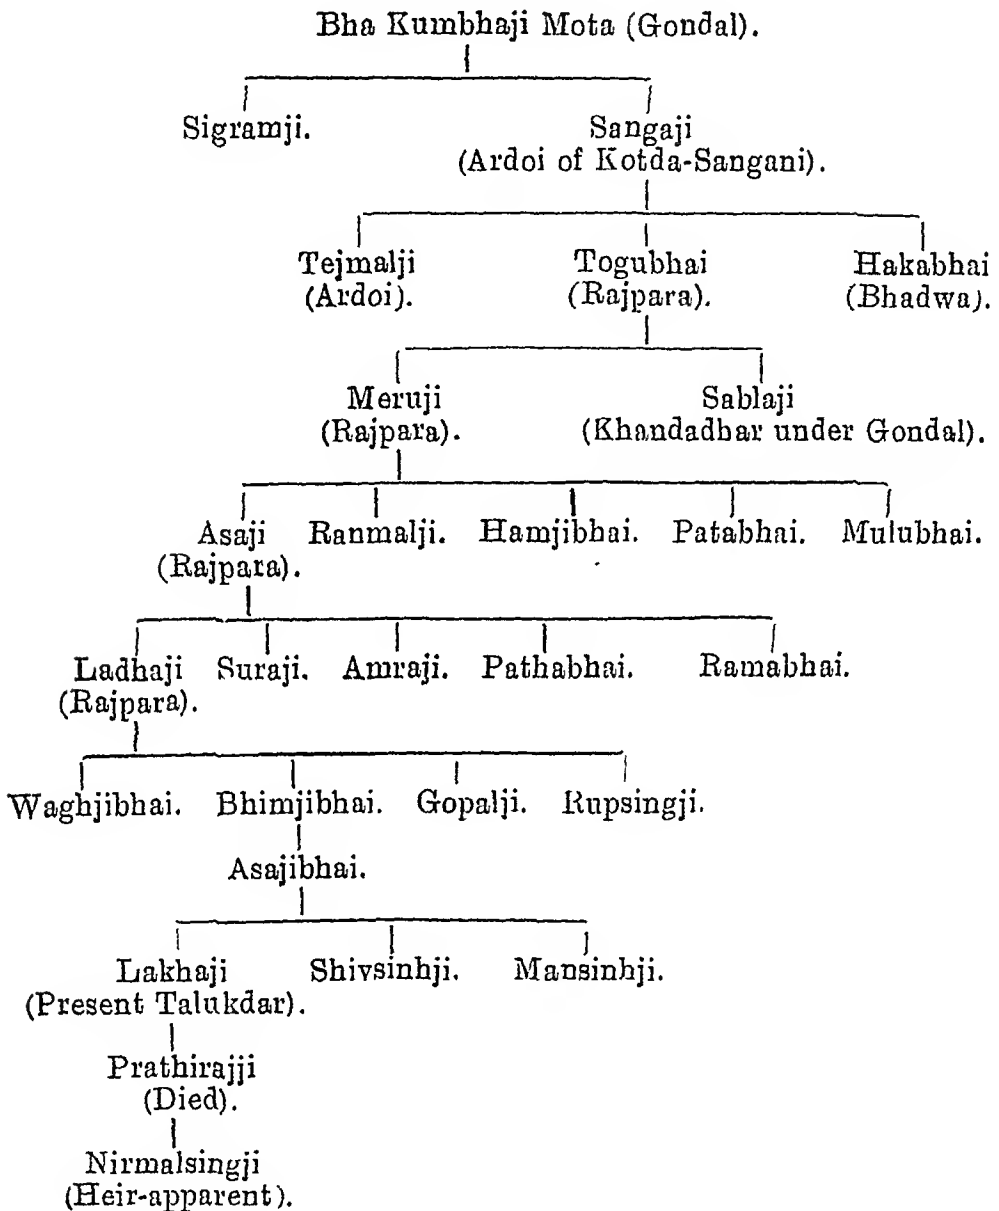 Bha Kumbhaji Mota (Gondal).
Sigramji. Sangaji
(Ardoi of Kotda-Sangani).
Tejmalji Togubhai Hakabhai
(Ardoi). (Rajpara). (Bhadwa).
Meruji Sablaji
(Rajpara). (Khandadhar under Gondal).
Asaji Ranmalji. Hamjibhai. Patabhai. Mulubhai.
(Rajpara).
Ladhaji Suraji. Amraji. Pathabhai. Ramabhai.
(Rajpara).
Waghjibhai. Bhimjibhai. Gopalji. Rupsingji.
Asajibhai.
Lakhaji Shivsinhji. Mansinhji.
(Present Talukdar).
Prathirajji
(Died).
Nirmalsingji
(Heir-apparent).